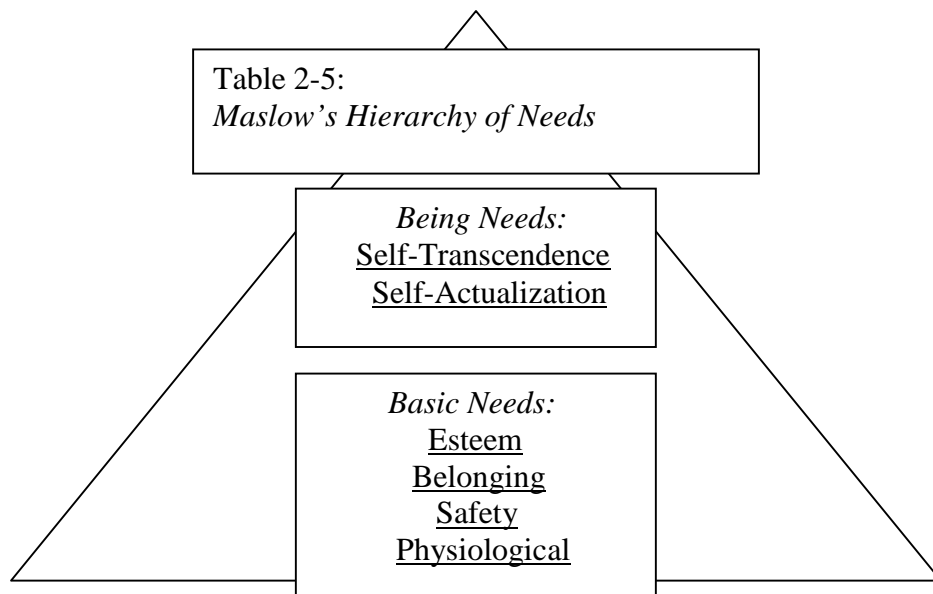 Table 2-5:
Maslow’s Hierarchy of Needs
Being Needs:
Self-Transcendence
Self-Actualization
Basic Needs:
Esteem
Belonging
Safety
Physiological